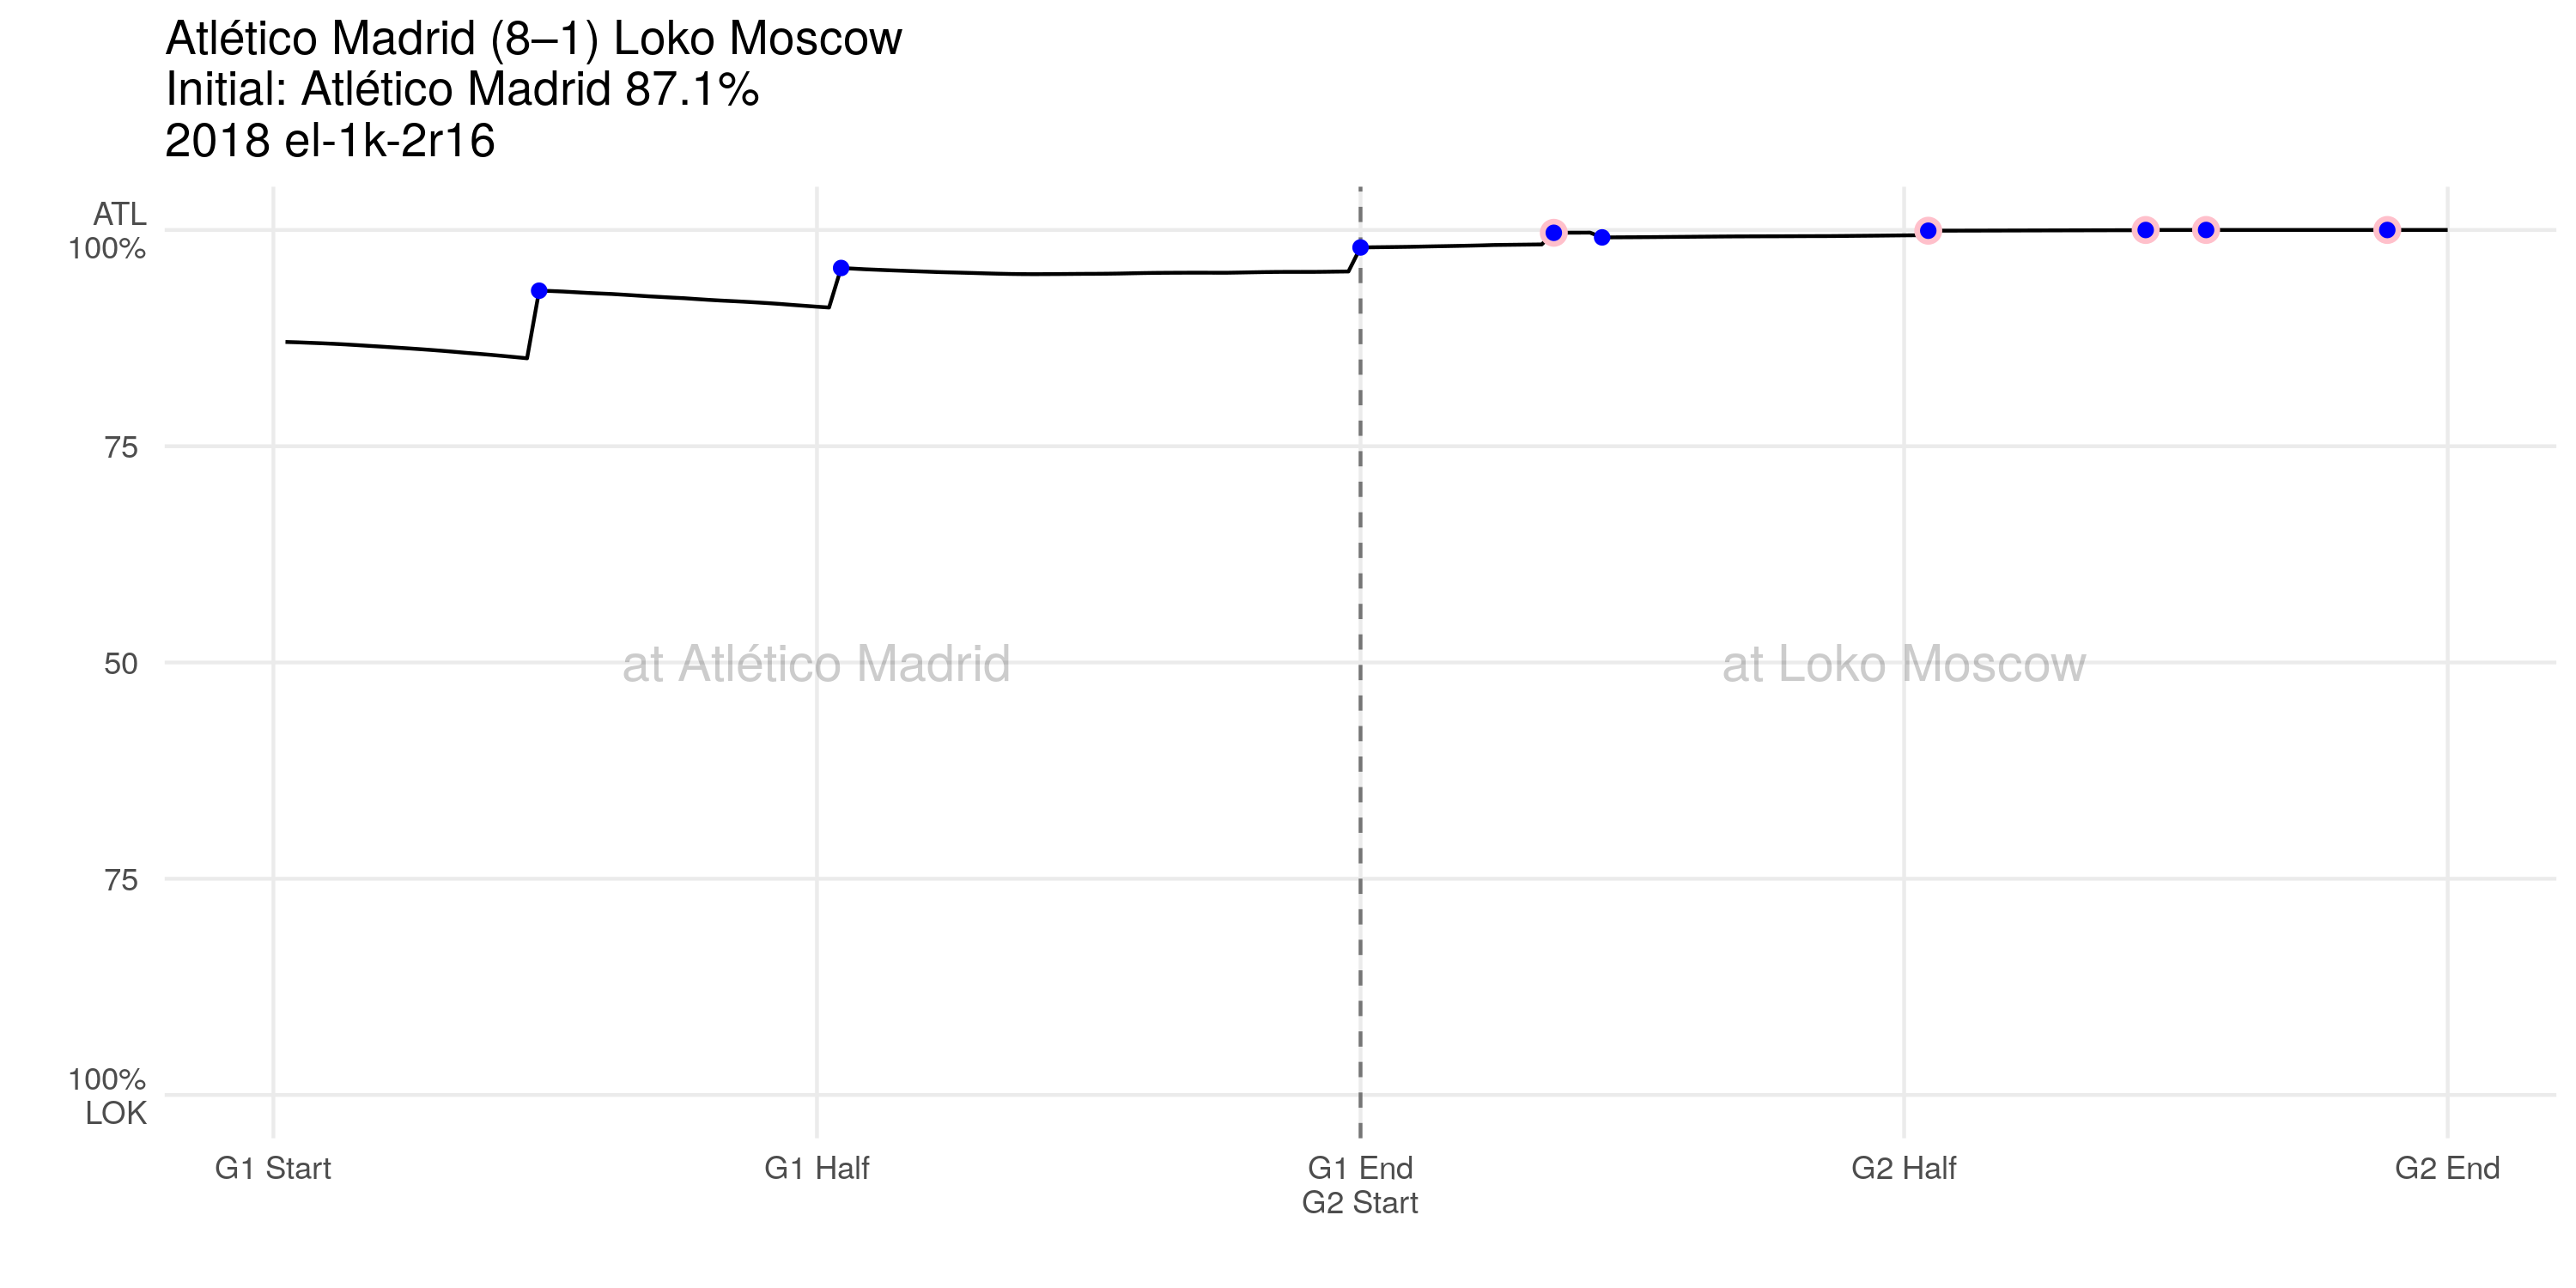 Atlético Madrid (8–1) Loko Moscow
Initial: Atlético Madrid 87.1%
2018 el-1k-2r16
ATL
100%
75
50
75
100%
LOK
at Atlético Madrid
at Loko Moscow
G1 Start
G1 Half
G1 End
G2 Start
G2 Half
G2 End